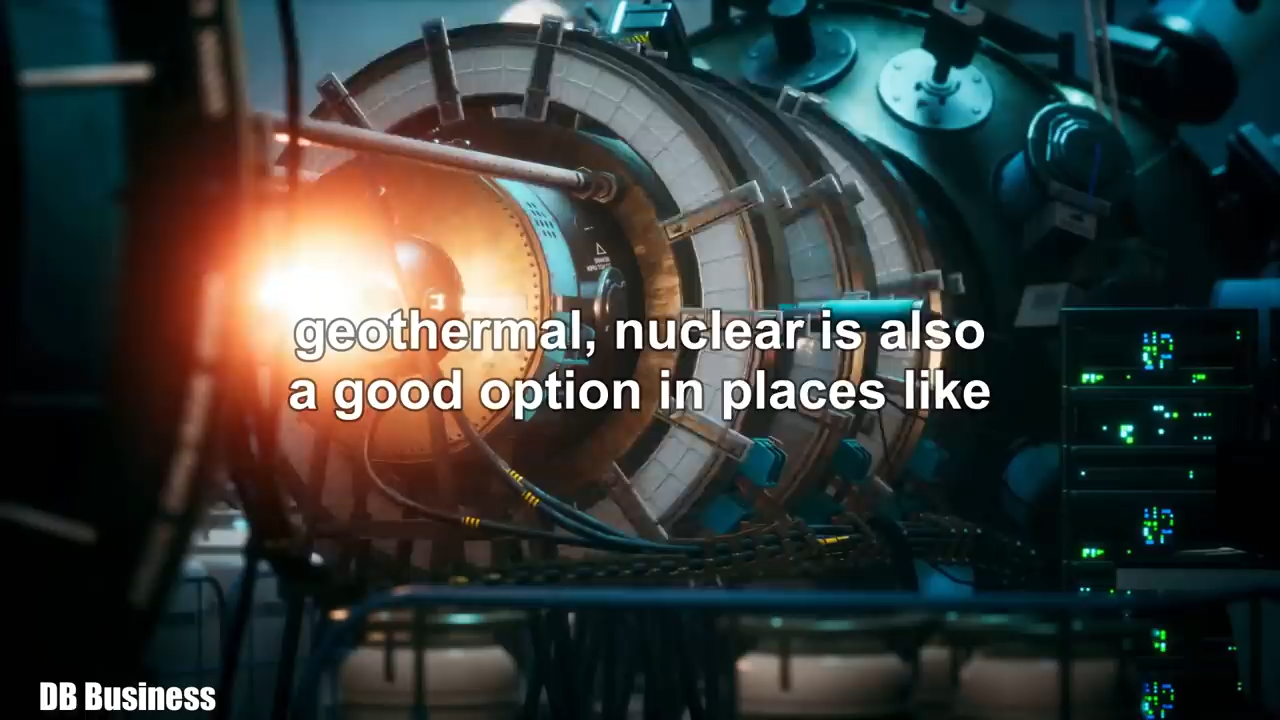 geothermal, nuclear is also
a good option in places like
DB Business